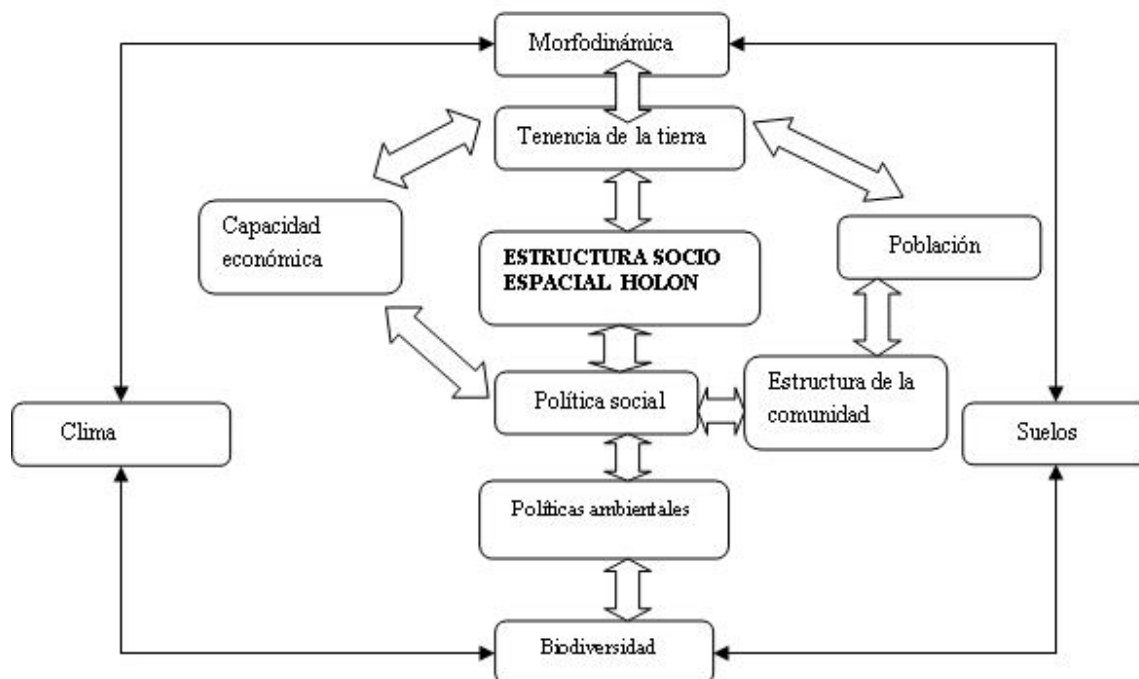 Morfodinámica
Tenencia de la tierra
Capacidad
económica
ESTRUCTURA SOCIO
ESPACIAL HOLON
Población
Política social
Estructura de la
comunidad
Clima
Suelos
Políticas ambientales
Biodiversidad